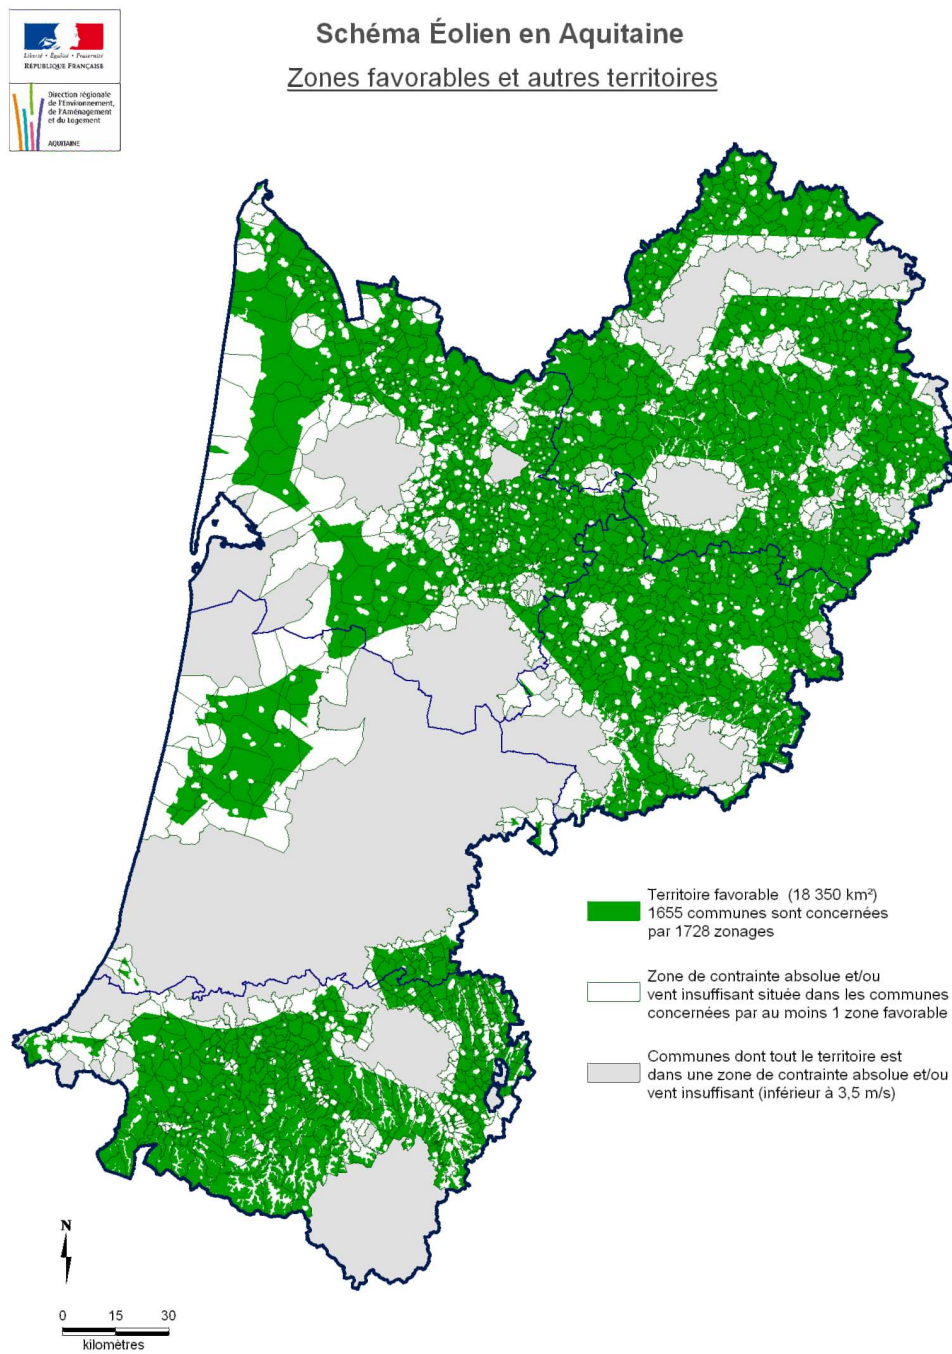 Schéma Éolien en Aquitaine
Zones favorables et autres territoires
Liberté • Égalité • Fraternité
RÉPUBLIQUE FRANÇAISE
Direction régionale
de l'Environnement,
de l'Aménagement
et du Logement
AQUITAINE
Territoire favorable (18 350 km²)
1655 communes sont concernées
par 1728 zonages
Zone de contrainte absolue et/ou
vent insuffisant située dans les communes
concernées par au moins 1 zone favorable
Communes dont tout le territoire est
dans une zone de contrainte absolue et/ou
vent insuffisant (inférieur à 3,5 m/s)
N
0 15 30
kilomètres